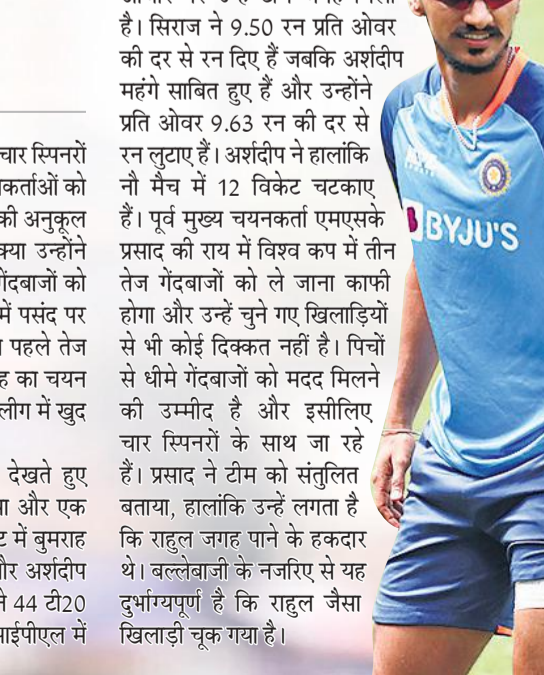 चार स्पिनरों
कर्ताओं को
की अनुकूल
क्या उन्होंने
गेंदबाजों को
में पसंद पर
पहले तेज
ह का चयन
लीग में खुद
देखते हुए
और एक
में बुमराह
और अर्शदीप
ने 44 टी20
आईपीएल में
है। सिराज ने 9.50 रन प्रति ओवर
की दर से रन दिए हैं जबकि अर्शदीप
महंगे साबित हुए हैं और उन्होंने
प्रति ओवर 9.63 रन की दर से
रन लुटाए हैं। अर्शदीप ने हालांकि
नौ मैच में 12 विकेट चटकाए
हैं। पूर्व मुख्य चयनकर्ता एमएसके
प्रसाद की राय में विश्व कप में तीन
तेज गेंदबाजों को ले जाना काफी
होगा और उन्हें चुने गए खिलाड़ियों
से भी कोई दिक्कत नहीं है। पिचों
से धीमे गेंदबाजों को मदद मिलने
की उम्मीद है और इसीलिए
चार स्पिनरों के साथ जा रहे
हैं। प्रसाद ने टीम को संतुलित
बताया, हालांकि उन्हें लगता है
कि राहुल जगह पाने के हकदार
थे। बल्लेबाजी के नजरिए से यह
दुर्भाग्यपूर्ण है कि राहुल जैसा
खिलाड़ी चूक गया है।
BYJU'S